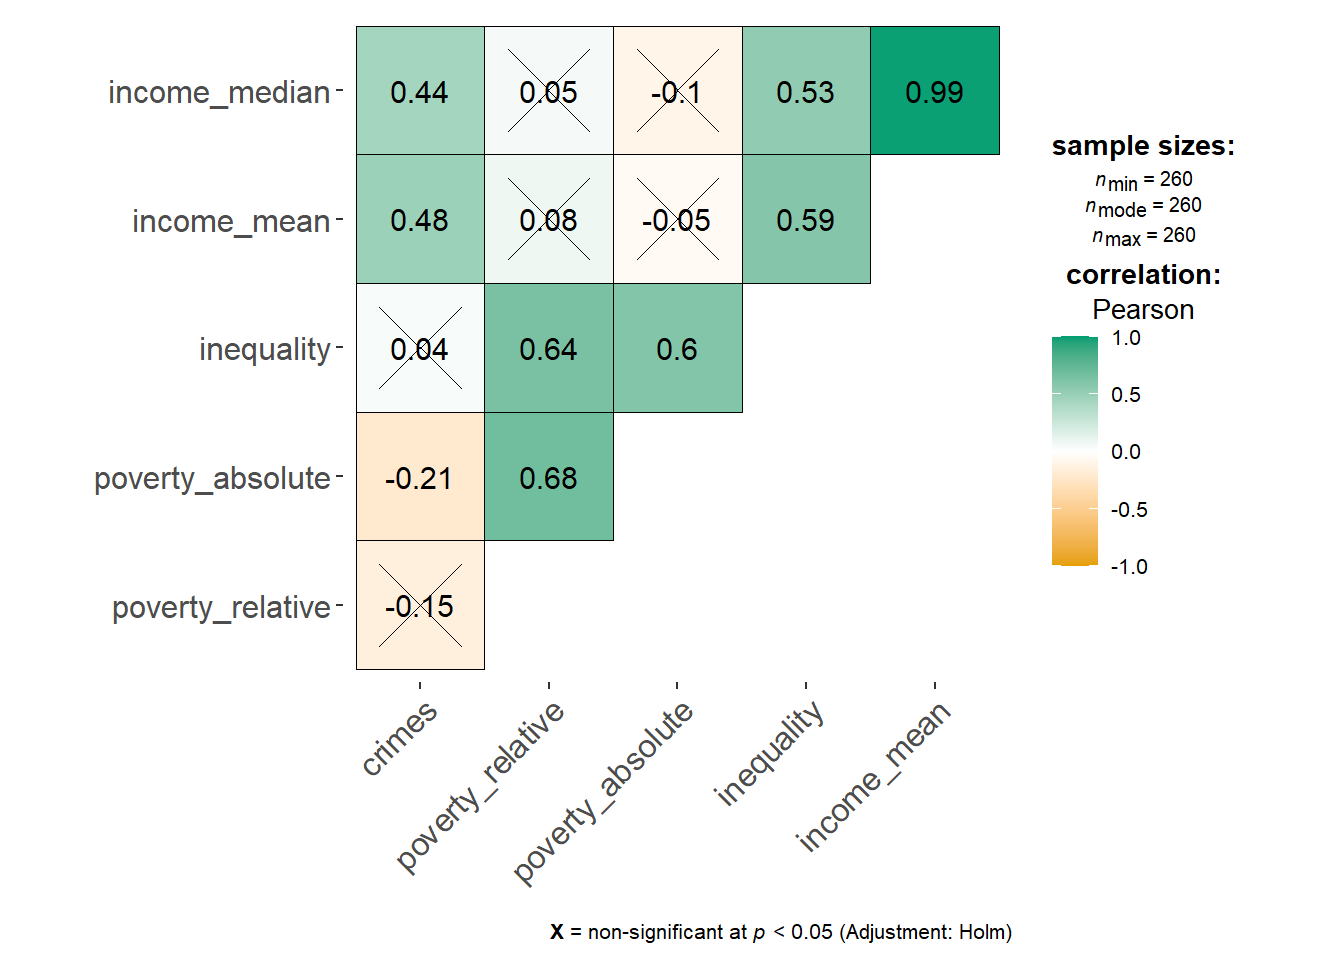 income_median
0.44
0.05
-0.1
0.53
0.99
income_mean
0.48
0.08
-0.05
0.59
inequality
0.04
0.64
0.6
poverty_absolute
-0.21
0.68
poverty_relative
-0.15
crimes
poverty_relative
poverty_absolute
inequality
income_mean
sample sizes:
nmin = 260
nmode = 260
nmax = 260
correlation:
Pearson
1.0
0.5
0.0
-0.5
-1.0
X = non-significant at p < 0.05 (Adjustment: Holm)